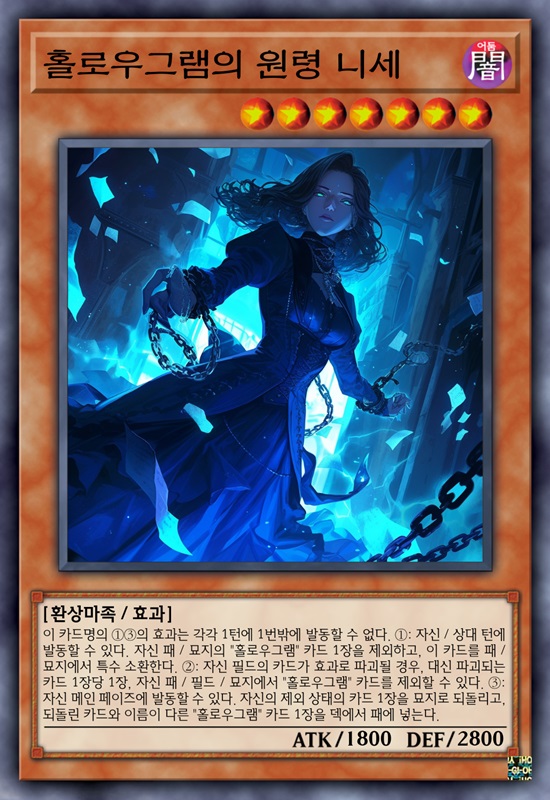 홀로우그램의 원령 니세
어둠
闇
[환상마족 / 효과]
이 카드명의 ①③의 효과는 각각 1턴에 1번밖에 발동할 수 없다. ①: 자신 / 상대 턴에
발동할 수 있다. 자신 패 / 묘지의 "홀로우그램" 카드 1장을 제외하고, 이 카드를 패 /
묘지에서 특수 소환한다. ②: 자신 필드의 카드가 효과로 파괴될 경우, 대신 파괴되는
카드 1장당 1장, 자신 패 / 필드 / 묘지에서 "홀로우그램" 카드를 제외할 수 있다. ③:
자신 메인 페이즈에 발동할 수 있다. 자신의 제외 상태의 카드 1장을 묘지로 되돌리고,
되돌린 카드와 이름이 다른 "홀로우그램" 카드 1장을 덱에서 패에 넣는다.
ATK/1800 DEF/2800